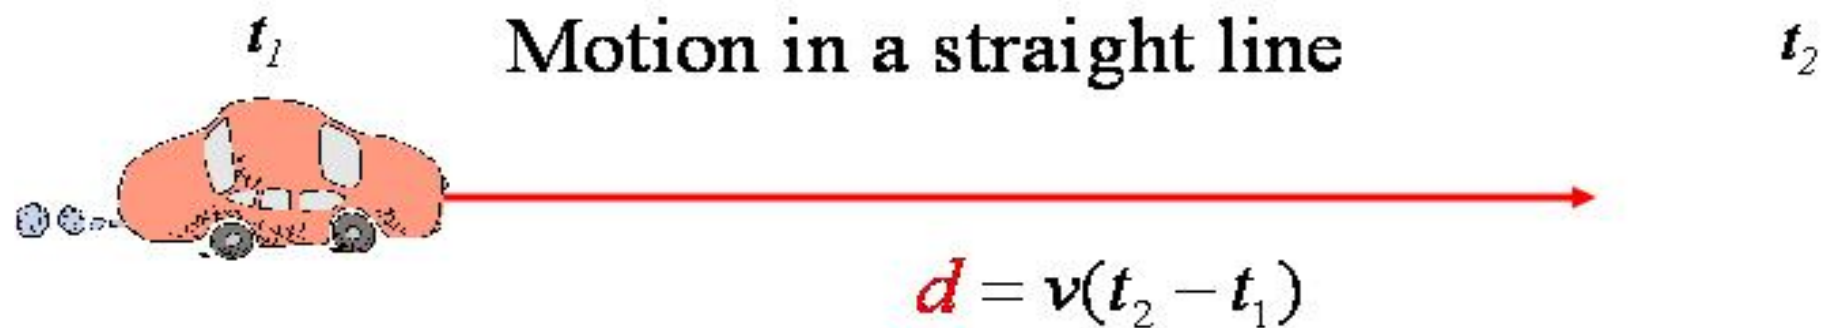 t₁ Motion in a straight line t₂
d = v(t₂ − t₁)